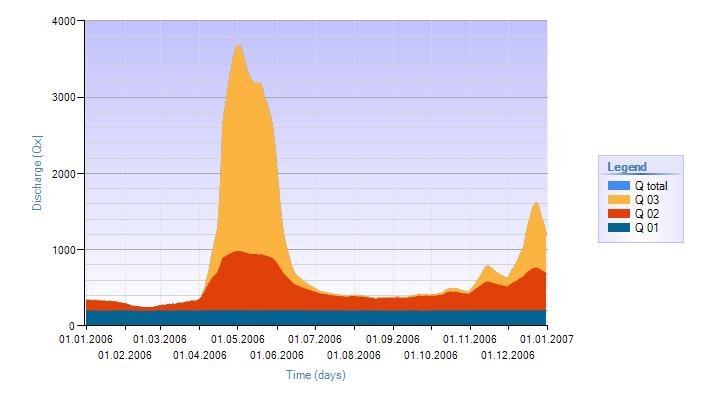 4000
3000
2000
1000
0
Discharge (Qx)
01.01.2006 01.03.2006 01.05.2006 01.07.2006 01.09.2006 01.11.2006 01.01.2007
01.02.2006 01.04.2006 01.06.2006 01.08.2006 01.10.2006 01.12.2006
Time (days)
Legend
Q total
Q 03
Q 02
Q 01